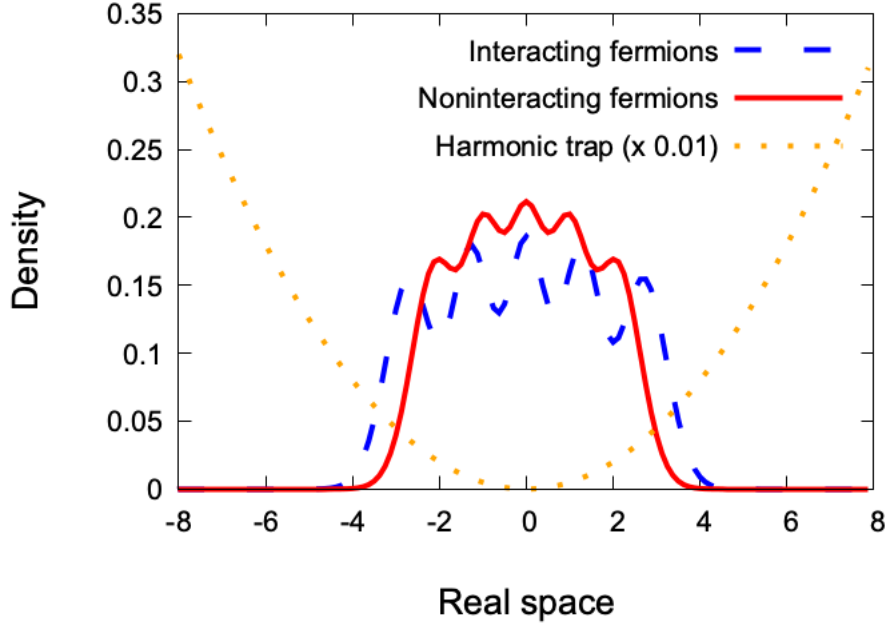 0.35
0.3
0.25
0.2
0.15
0.1
0.05
0
Density
Interacting fermions
Noninteracting fermions
Harmonic trap (x 0.01)
-8 -6 -4 -2 0 2 4 6 8
Real space